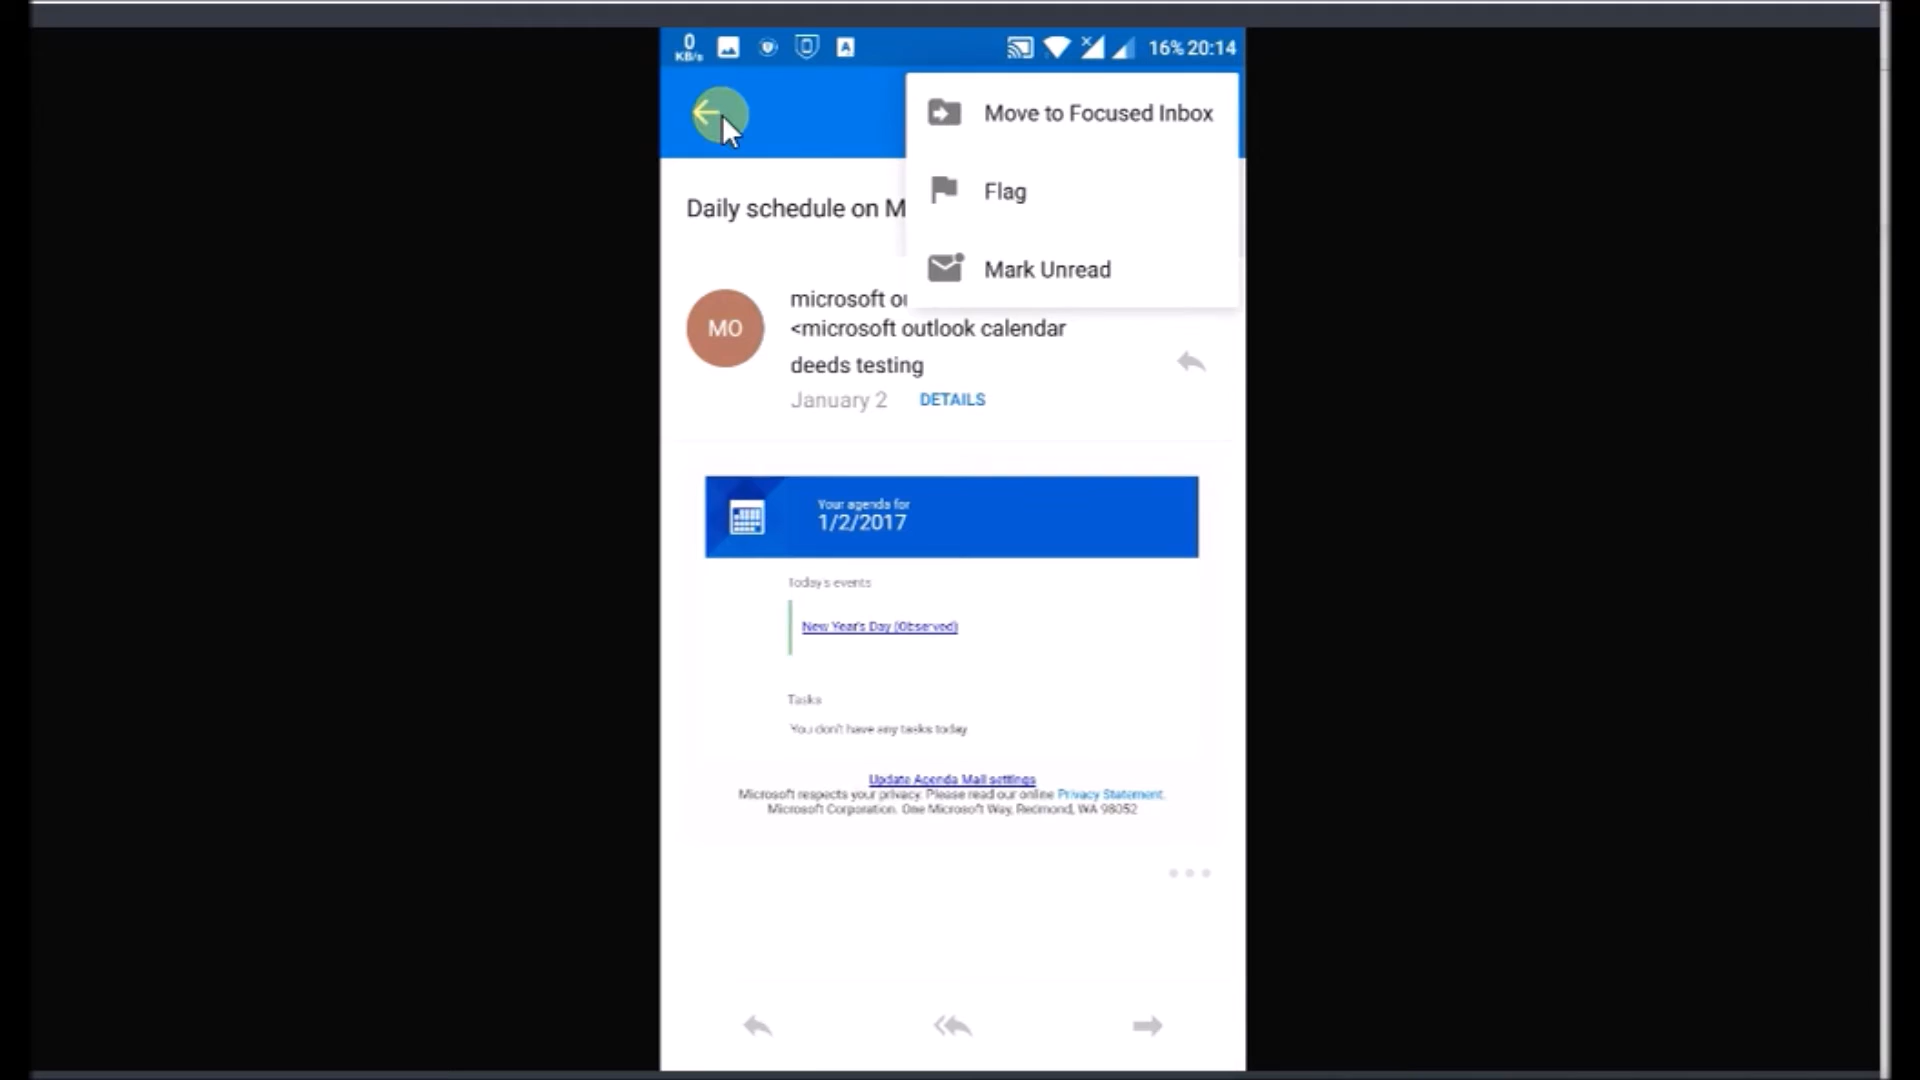 0
KB/s
A
16% 20:14
Move to Focused Inbox
Flag
Mark Unread
Daily schedule on M
MO
microsoft ou
<microsoft outlook calendar
deeds testing
January 2 DETAILS
Your agenda for
1/2/2017
Today's events
New Year's Day (Observed)
Tasks
You don't have any tasks today
Update Agenda Mail settings
Microsoft respects your privacy. Please read our online Privacy Statement.
Microsoft Corporation. One Microsoft Way, Redmond, WA 98052